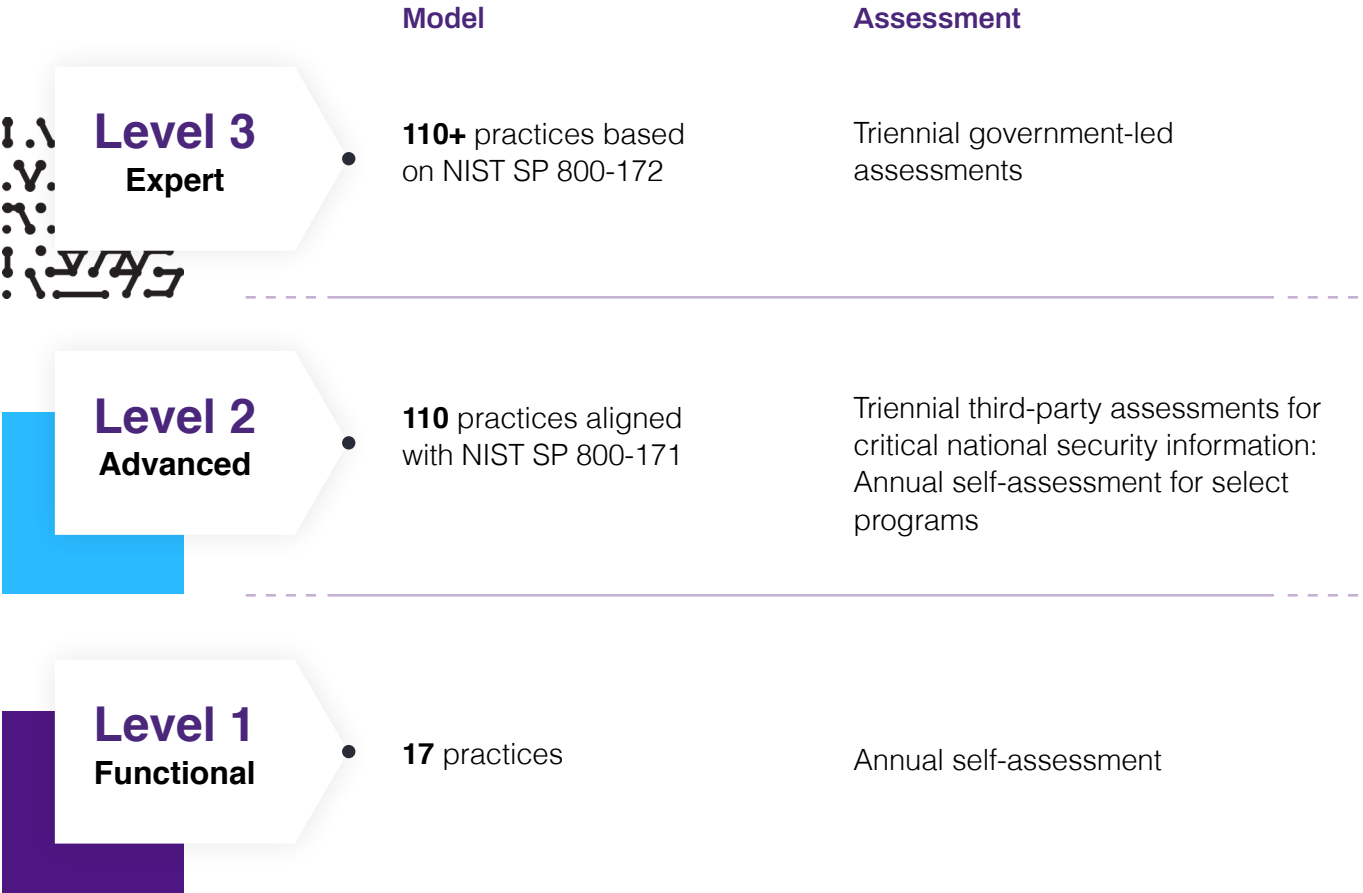 Model
Assessment
Level 3
Expert
110+ practices based
on NIST SP 800-172
Triennial government-led
assessments
Level 2
Advanced
110 practices aligned
with NIST SP 800-171
Triennial third-party assessments for
critical national security information:
Annual self-assessment for select
programs
Level 1
Functional
17 practices
Annual self-assessment